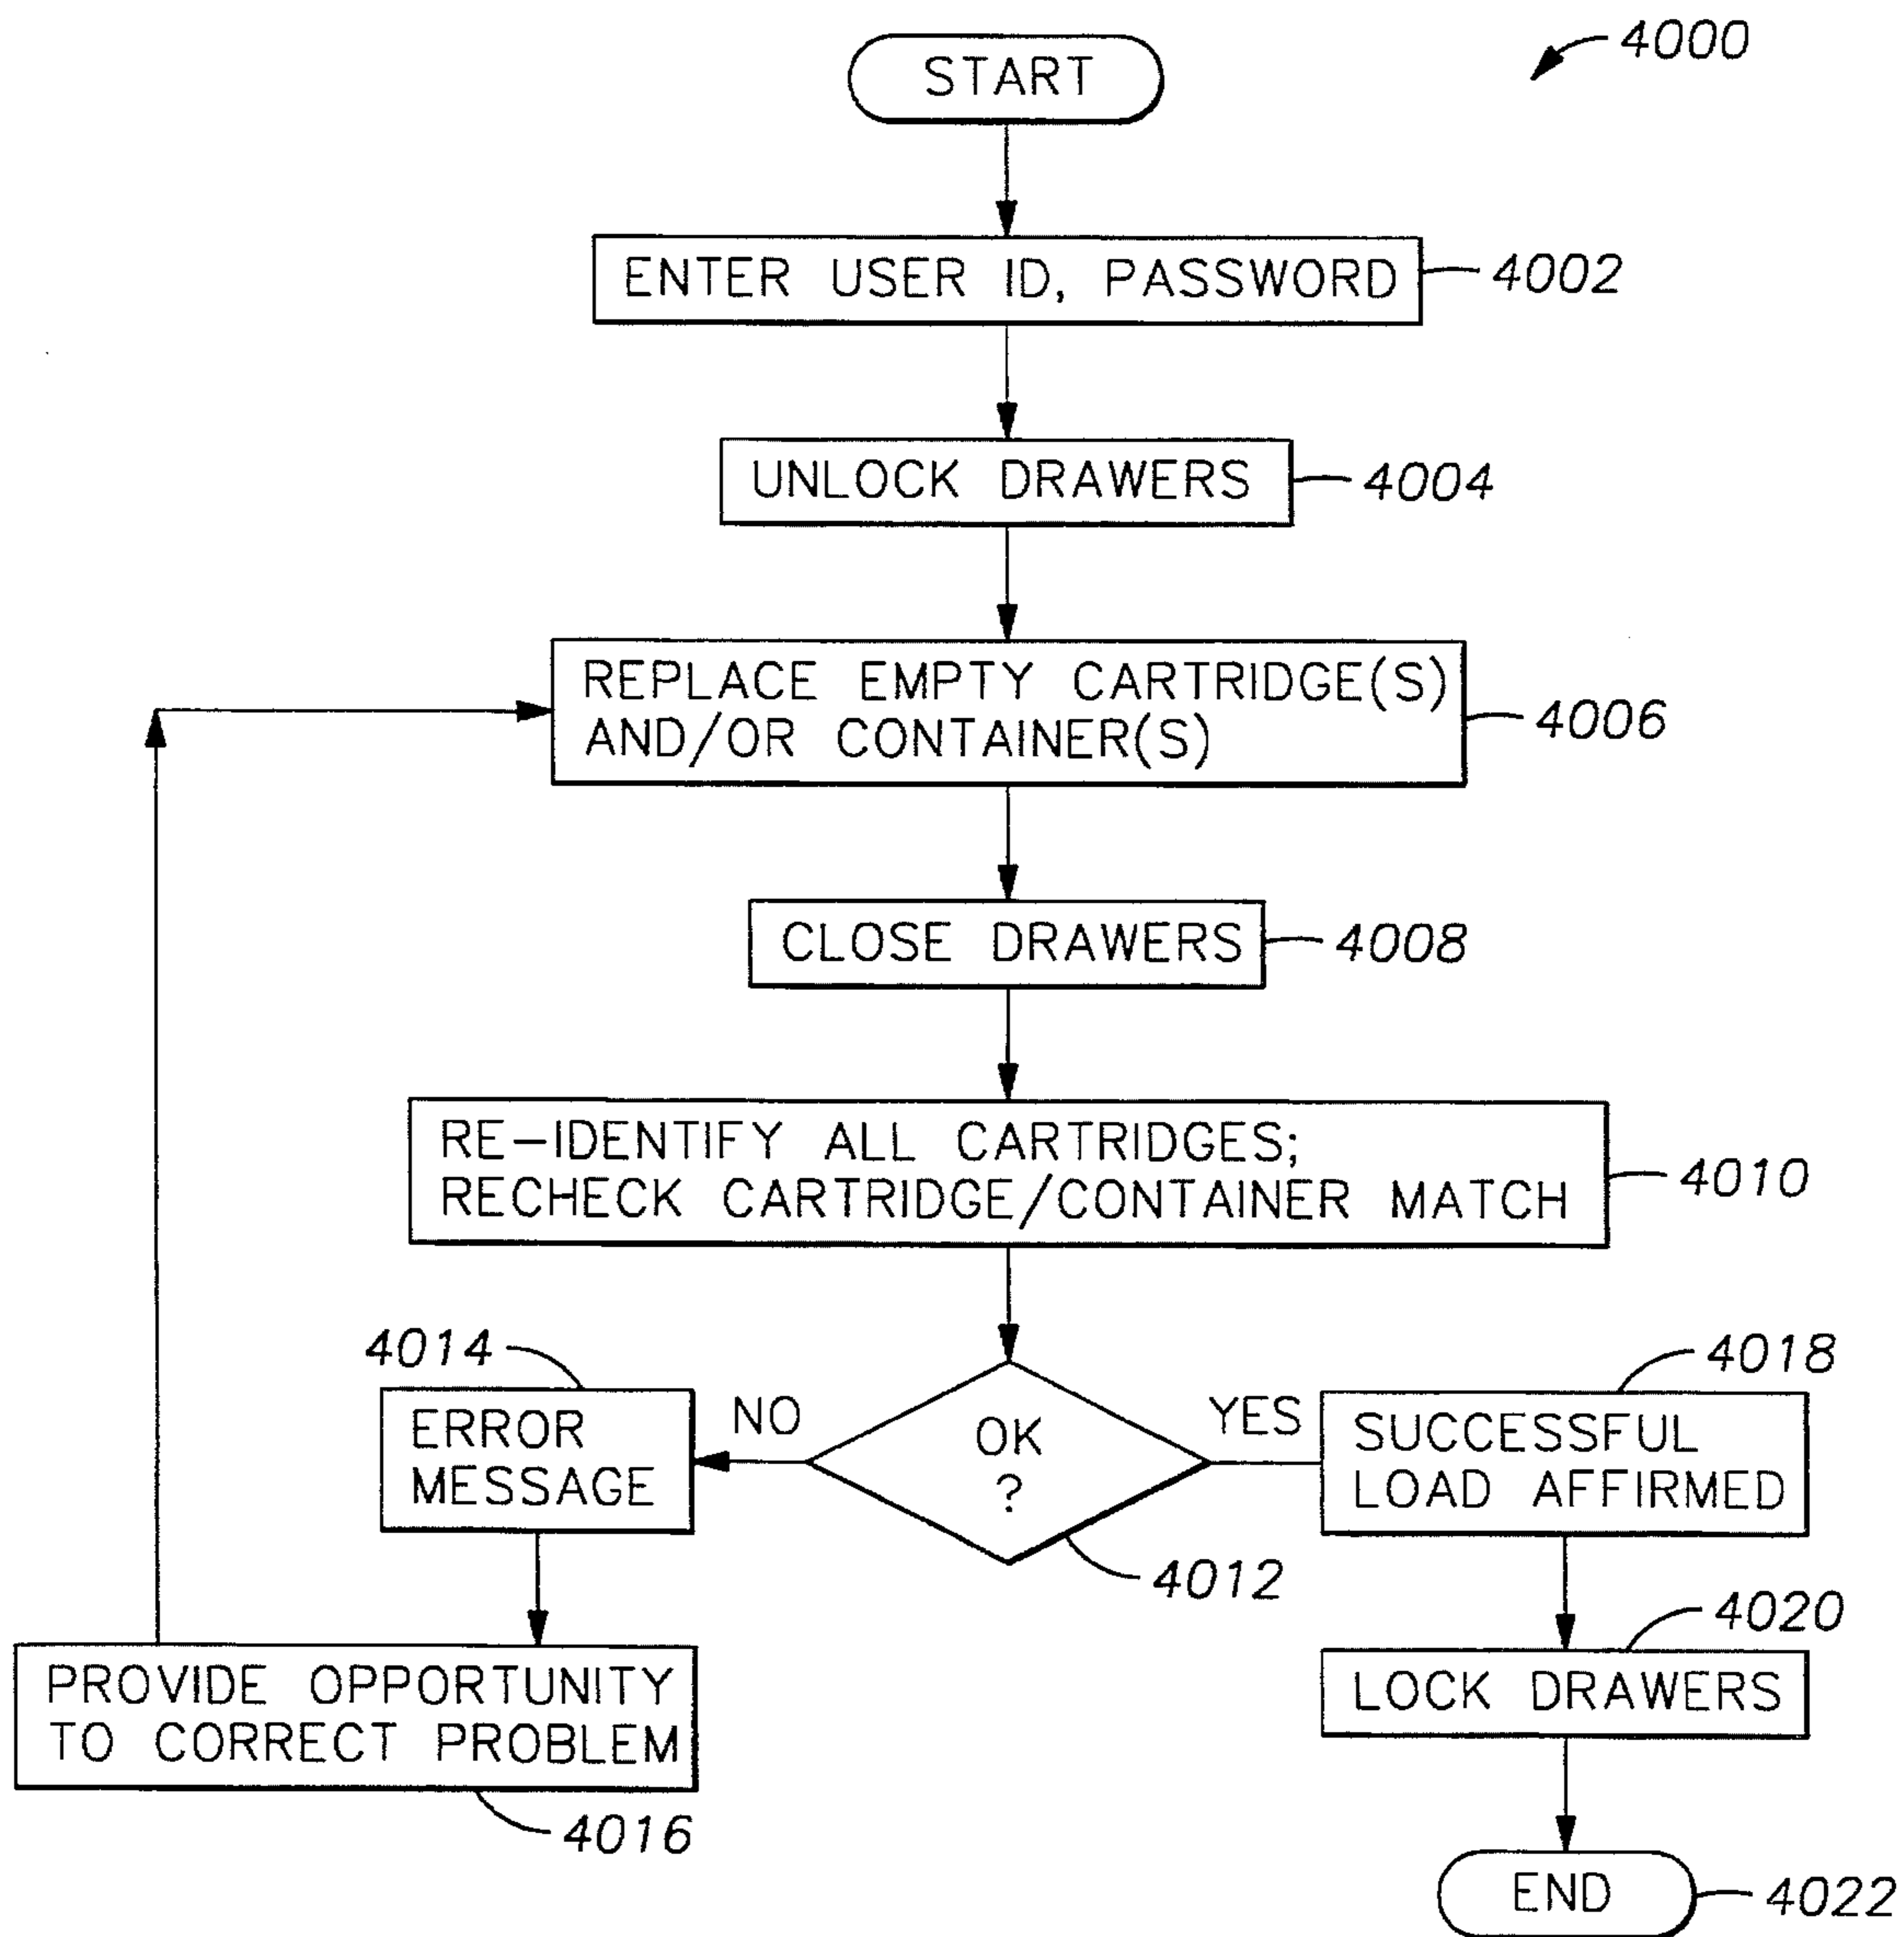 4000
START
ENTER USER ID, PASSWORD
4002
UNLOCK DRAWERS
4004
REPLACE EMPTY CARTRIDGE(S)
AND/OR CONTAINER(S)
4006
CLOSE DRAWERS
4008
RE-IDENTIFY ALL CARTRIDGES;
RECHECK CARTRIDGE/CONTAINER MATCH
4010
OK
?
4012
NO
4014
ERROR
MESSAGE
PROVIDE OPPORTUNITY
TO CORRECT PROBLEM
4016
YES
4018
SUCCESSFUL
LOAD AFFIRMED
4020
LOCK DRAWERS
END
4022